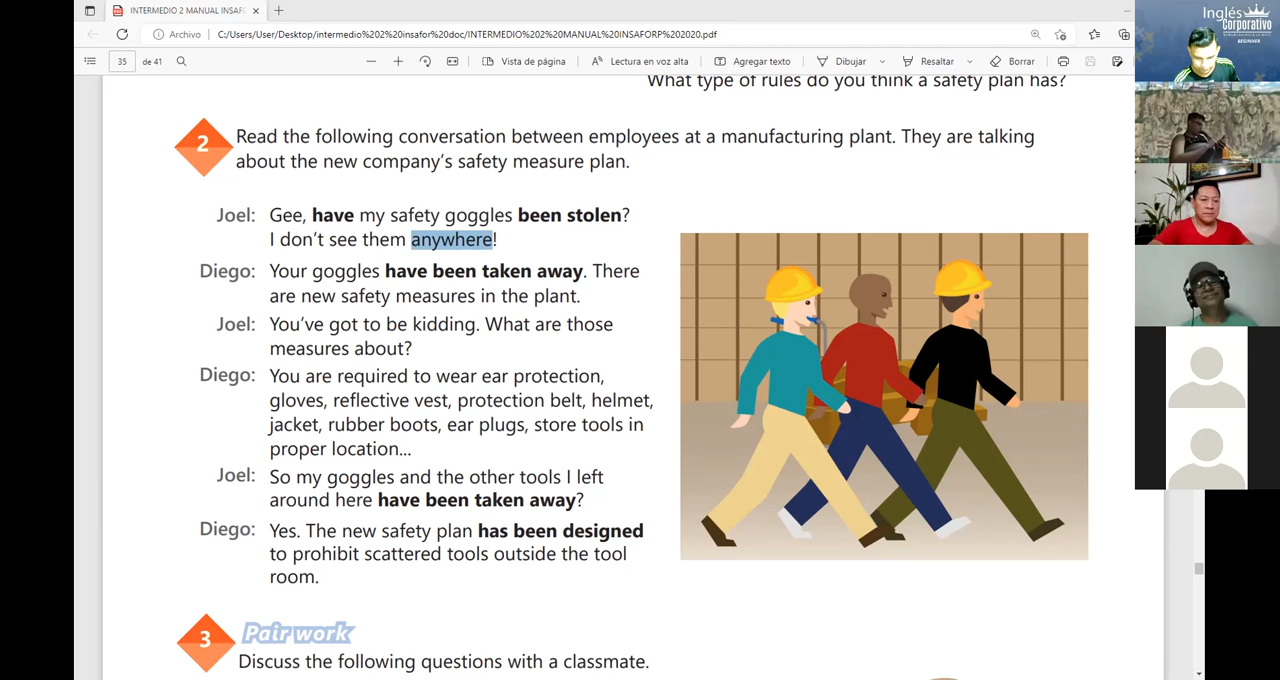 INTERMEDIO 2 MANUAL INSAF
Archivo
C:/Users/User/Desktop/intermedio%202%20insafor%20doc/INTERMEDIO%202%20MANUAL%20INSAFORP%202020.pdf
35 de 41
Vista de página
Lectura en voz alta
Agregar texto
Dibujar
Resaltar
Borrar
What type of rules do you think a safety plan has?
2
Read the following conversation between employees at a manufacturing plant. They are talking
about the new company's safety measure plan.
Joel: Gee, have my safety goggles been stolen?
I don't see them anywhere!
Diego: Your goggles have been taken away. There
are new safety measures in the plant.
Joel: You've got to be kidding. What are those
measures about?
Diego: You are required to wear ear protection,
gloves, reflective vest, protection belt, helmet,
jacket, rubber boots, ear plugs, store tools in
proper location...
Joel: So my goggles and the other tools I left
around here have been taken away?
Diego: Yes. The new safety plan has been designed
to prohibit scattered tools outside the tool
room.
3
Pair work
Discuss the following questions with a classmate.
Inglés
Corporativo
BEGINNER